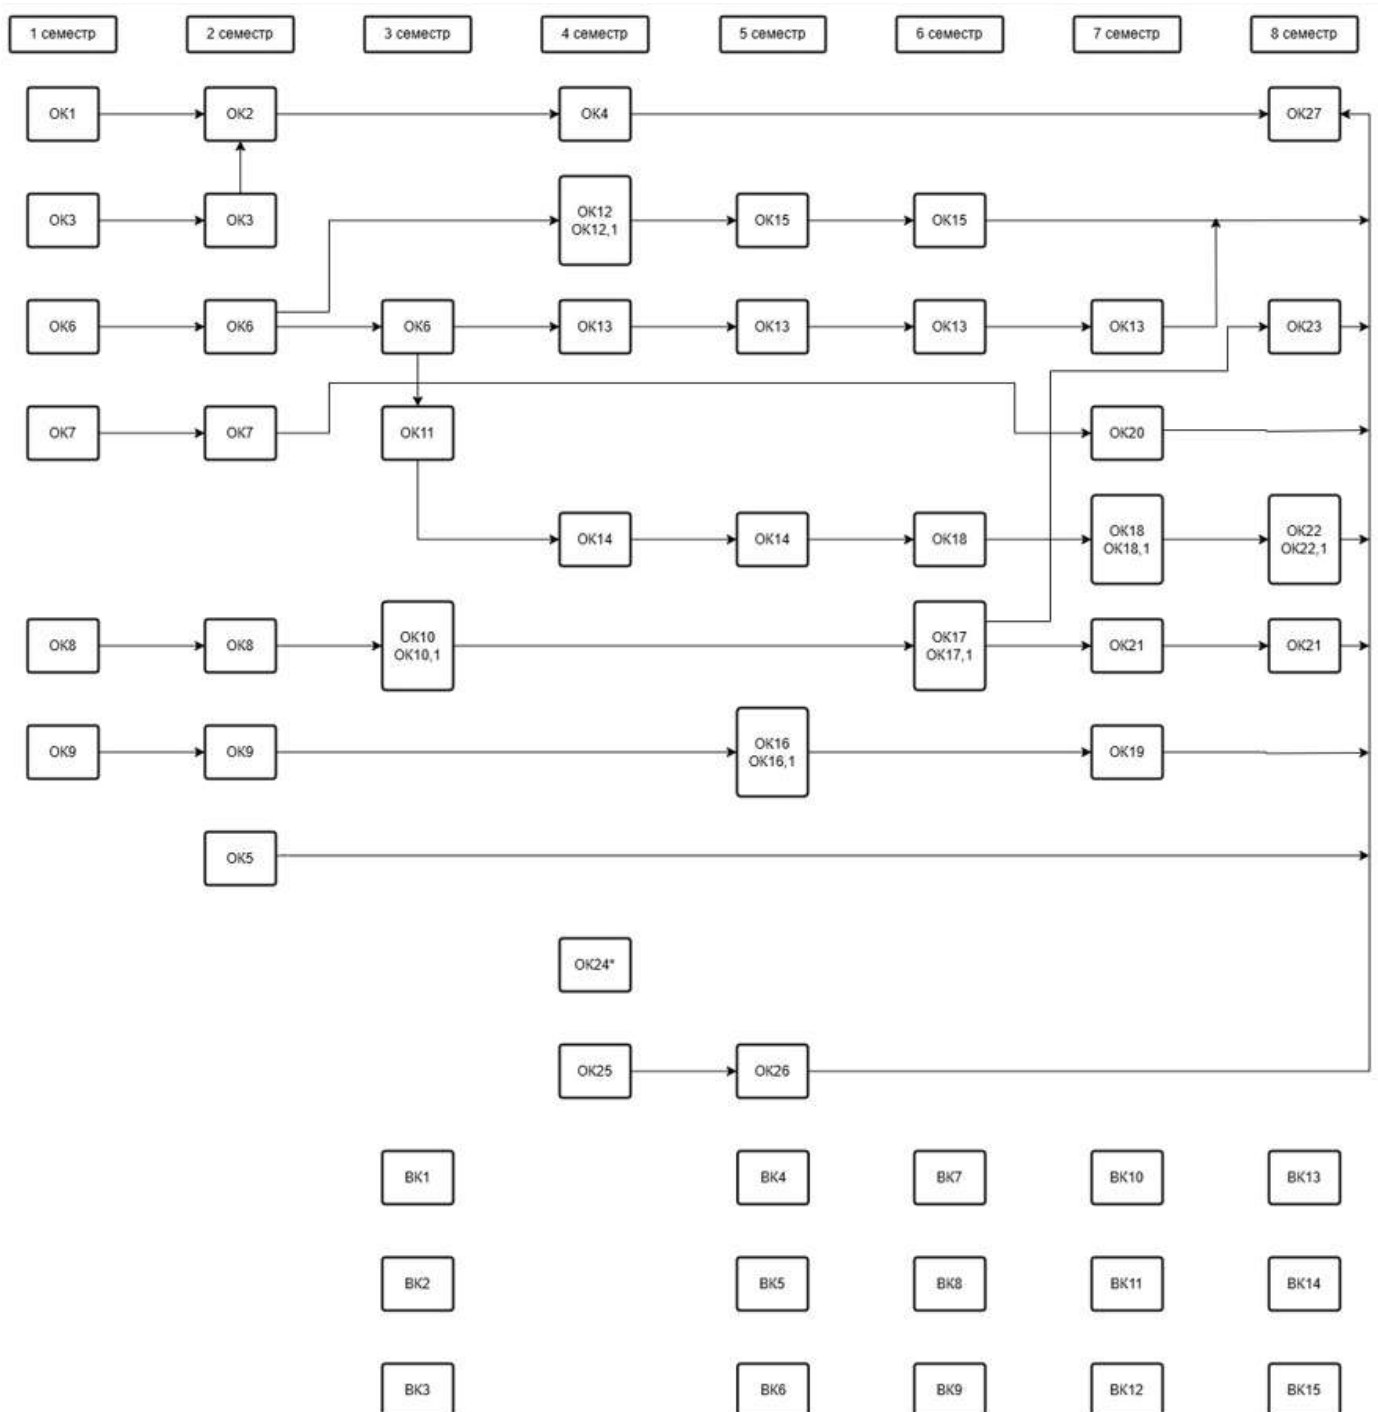 1 семестр
2 семестр
3 семестр
4 семестр
5 семестр
6 семестр
7 семестр
8 семестр
ОК1
ОК2
ОК4
ОК27
ОК3
ОК3
ОК12
ОК12,1
ОК15
ОК15
ОК6
ОК6
ОК6
ОК13
ОК13
ОК13
ОК13
ОК23
ОК7
ОК7
ОК11
ОК20
ОК14
ОК14
ОК18
ОК18
ОК18,1
ОК22
ОК22,1
ОК8
ОК8
ОК10
ОК10,1
ОК17
ОК17,1
ОК21
ОК21
ОК9
ОК9
ОК16
ОК16,1
ОК19
ОК5
ОК24*
ОК25
ОК26
ВК1
ВК4
ВК7
ВК10
ВК13
ВК2
ВК5
ВК8
ВК11
ВК14
ВК3
ВК6
ВК9
ВК12
ВК15